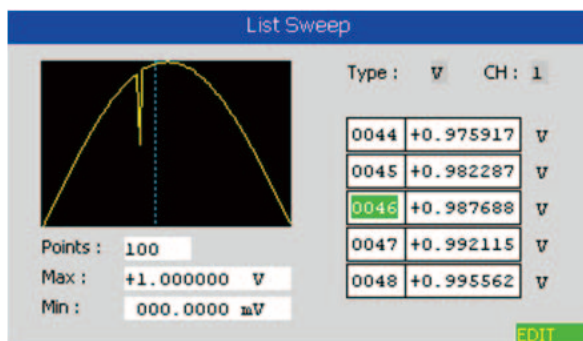 List Sweep
Type : V CH : 1
0044 +0.975917 V
0045 +0.982287 V
0046 +0.987688 V
0047 +0.992115 V
0048 +0.995562 V
Points : 100
Max : +1.000000 V
Min : 000.0000 mV
EDIT